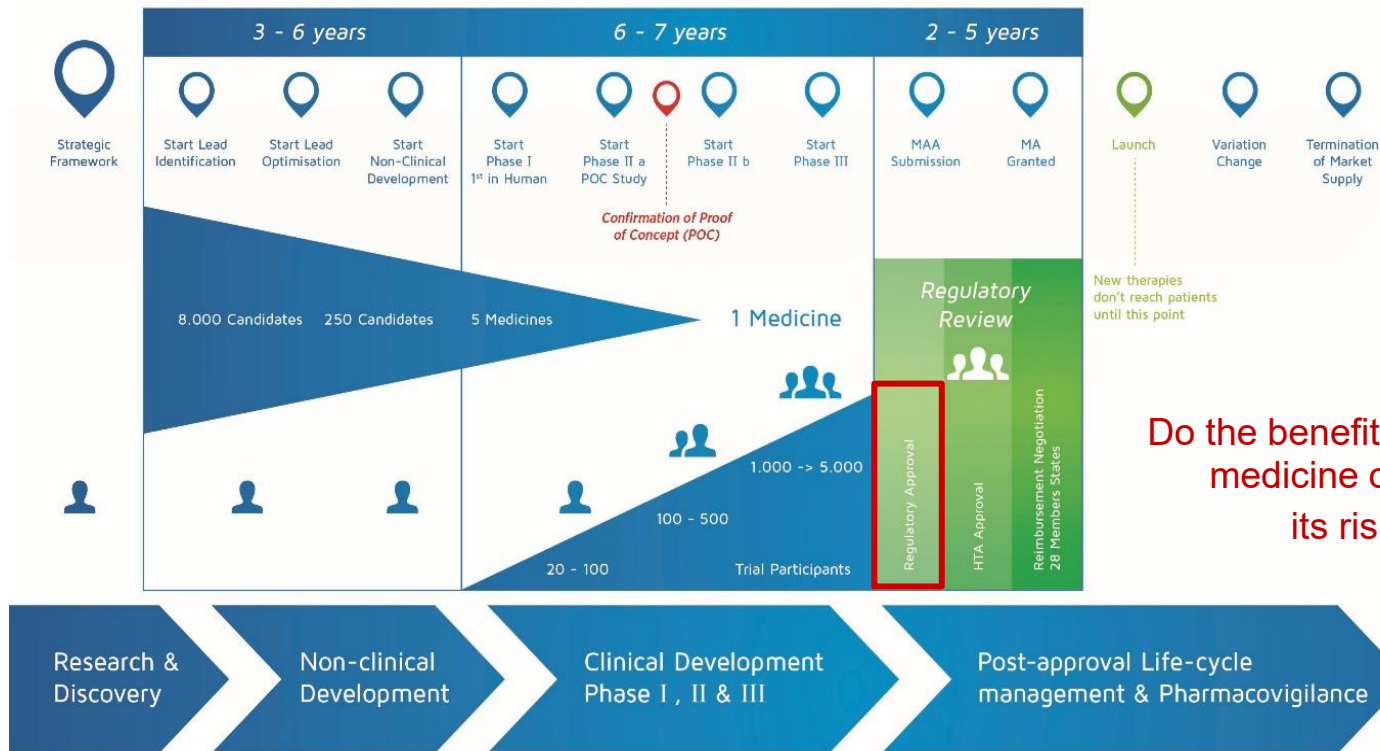 3 - 6 years
6 - 7 years
2 - 5 years
Strategic
Framework
Start Lead
Identification
Start Lead
Optimisation
Start
Non-Clinical
Development
Start
Phase I
1st in Human
Start
Phase II a
POC Study
Start
Phase II b
Start
Phase III
MAA
Submission
MA
Granted
Launch
Variation
Change
Termination
of Market
Supply
Confirmation of Proof
of Concept (POC)
New therapies
don't reach patients
until this point
8.000 Candidates
250 Candidates
5 Medicines
1 Medicine
Regulatory
Review
Regulatory Approval
HTA Approval
Reimbursement Negotiation
28 Members States
20 - 100
100 - 500
1.000 -> 5.000
Trial Participants
Do the benefit
medicine
its
Research &
Discovery
Non-clinical
Development
Clinical Development
Phase I , II & III
Post-approval Life-cycle
management & Pharmacovigilance